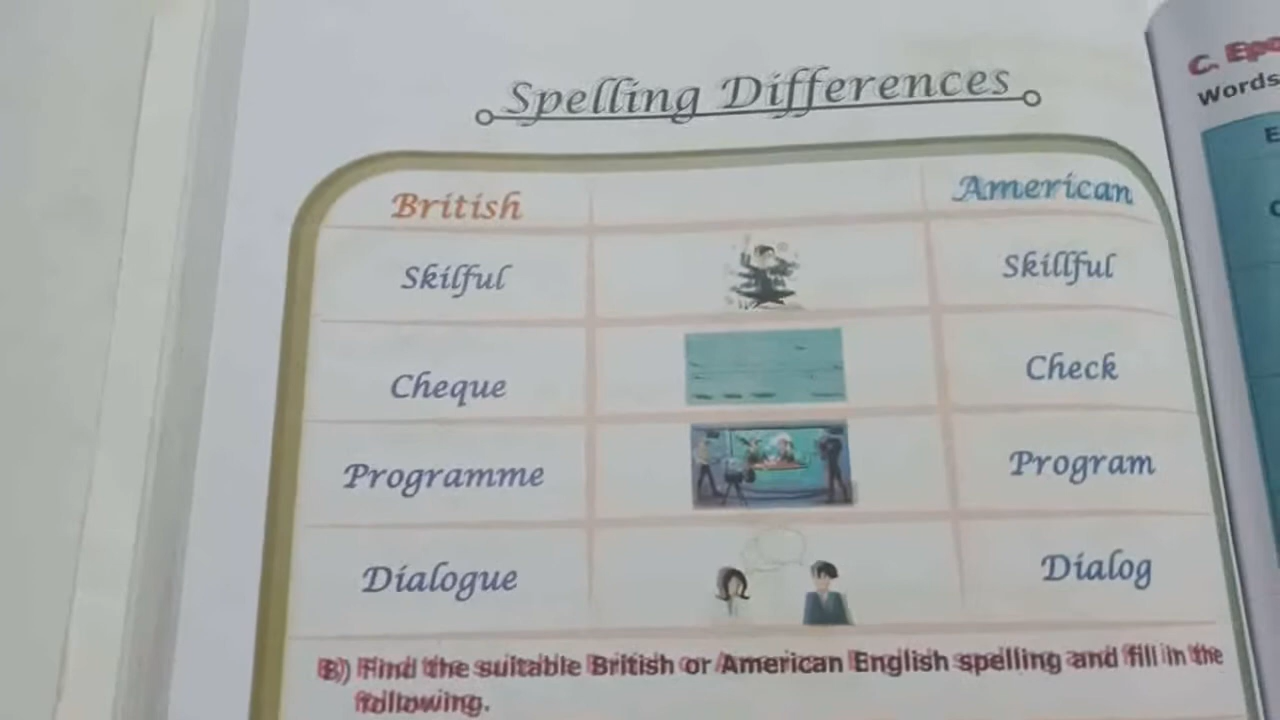 Spelling Differences
British American
Skilful Skillful
Cheque Check
Programme Program
Dialogue Dialog
B) Find the suitable British or American English spelling and fill in the
following.
C.
Words